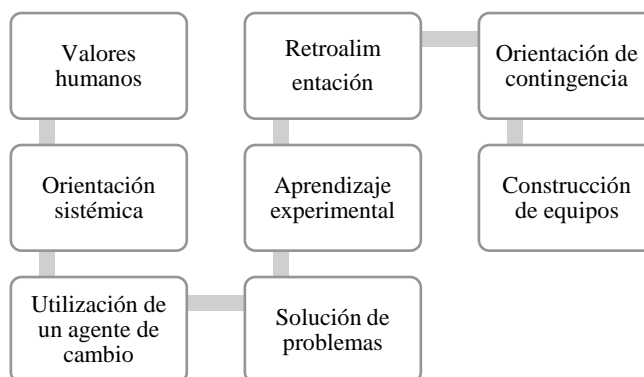 Valores
humanos
Orientación
sistémica
Utilización de
un agente de
cambio
Solución de
problemas
Aprendizaje
experimental
Retroalim
entación
Orientación de
contingencia
Construcción
de equipos